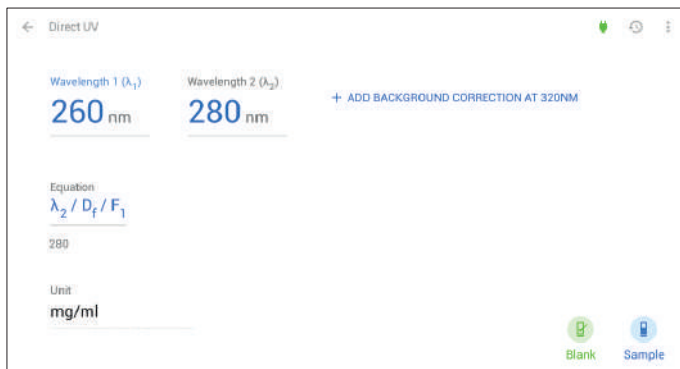 Direct UV
Wavelength 1 (λ₁) Wavelength 2 (λ₂)
260 nm 280 nm + ADD BACKGROUND CORRECTION AT 320NM
Equation
λ₂ / D_f / F₁
280
Unit
mg/ml
Blank Sample